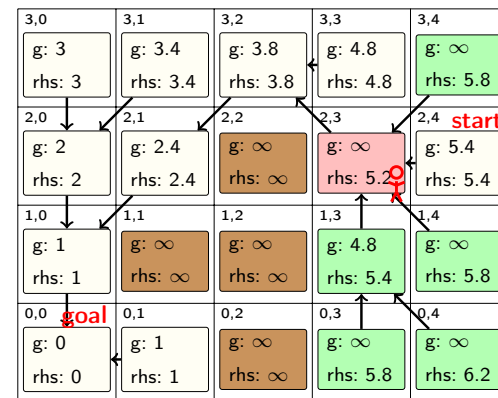 3,0 3,1 3,2 3,3 3,4
g: 3 g: 3.4 g: 3.8 g: 4.8 g: ∞
rhs: 3 rhs: 3.4 rhs: 3.8 rhs: 4.8 rhs: 5.8
2,0 2,1 2,2 2,3 2,4 start
g: 2 g: 2.4 g: ∞ g: ∞ g: 5.4
rhs: 2 rhs: 2.4 rhs: ∞ rhs: 5.2 rhs: 5.4
1,0 1,1 1,2 1,3 1,4
g: 1 g: ∞ g: ∞ g: 4.8 g: ∞
rhs: 1 rhs: ∞ rhs: ∞ rhs: 5.4 rhs: 5.8
0,0 goal 0,1 0,2 0,3 0,4
g: 0 g: 1 g: ∞ g: ∞ g: ∞
rhs: 0 rhs: 1 rhs: ∞ rhs: 5.8 rhs: 6.2